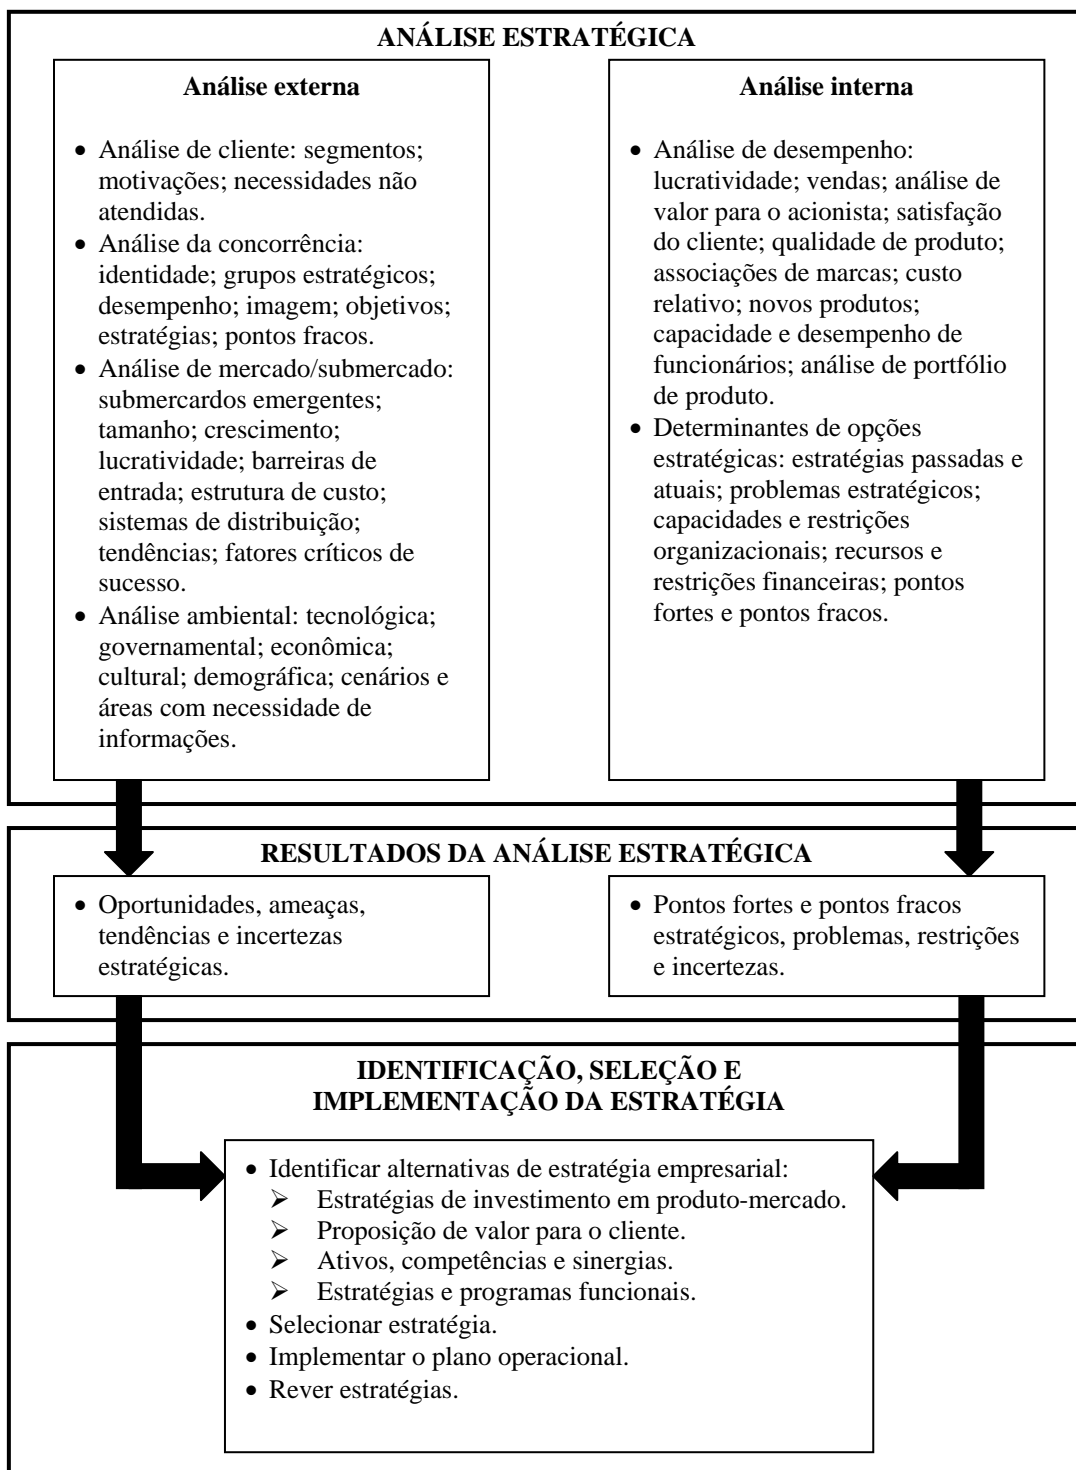 ANÁLISE ESTRATÉGICA
Análise externa
• Análise de cliente: segmentos;
motivações; necessidades não
atendidas.
• Análise da concorrência:
identidade; grupos estratégicos;
desempenho; imagem; objetivos;
estratégias; pontos fracos.
• Análise de mercado/submercado:
submercardos emergentes;
tamanho; crescimento;
lucratividade; barreiras de
entrada; estrutura de custo;
sistemas de distribuição;
tendências; fatores críticos de
sucesso.
• Análise ambiental: tecnológica;
governamental; econômica;
cultural; demográfica; cenários e
áreas com necessidade de
informações.
Análise interna
• Análise de desempenho:
lucratividade; vendas; análise de
valor para o acionista; satisfação
do cliente; qualidade de produto;
associações de marcas; custo
relativo; novos produtos;
capacidade e desempenho de
funcionários; análise de portfólio
de produto.
• Determinantes de opções
estratégicas: estratégias passadas e
atuais; problemas estratégicos;
capacidades e restrições
organizacionais; recursos e
restrições financeiras; pontos
fortes e pontos fracos.
RESULTADOS DA ANÁLISE ESTRATÉGICA
• Oportunidades, ameaças,
tendências e incertezas
estratégicas.
• Pontos fortes e pontos fracos
estratégicos, problemas, restrições
e incertezas.
IDENTIFICAÇÃO, SELEÇÃO E
IMPLEMENTAÇÃO DA ESTRATÉGIA
• Identificar alternativas de estratégia empresarial:
➢ Estratégias de investimento em produto-mercado.
➢ Proposição de valor para o cliente.
➢ Ativos, competências e sinergias.
➢ Estratégias e programas funcionais.
• Selecionar estratégia.
• Implementar o plano operacional.
• Rever estratégias.